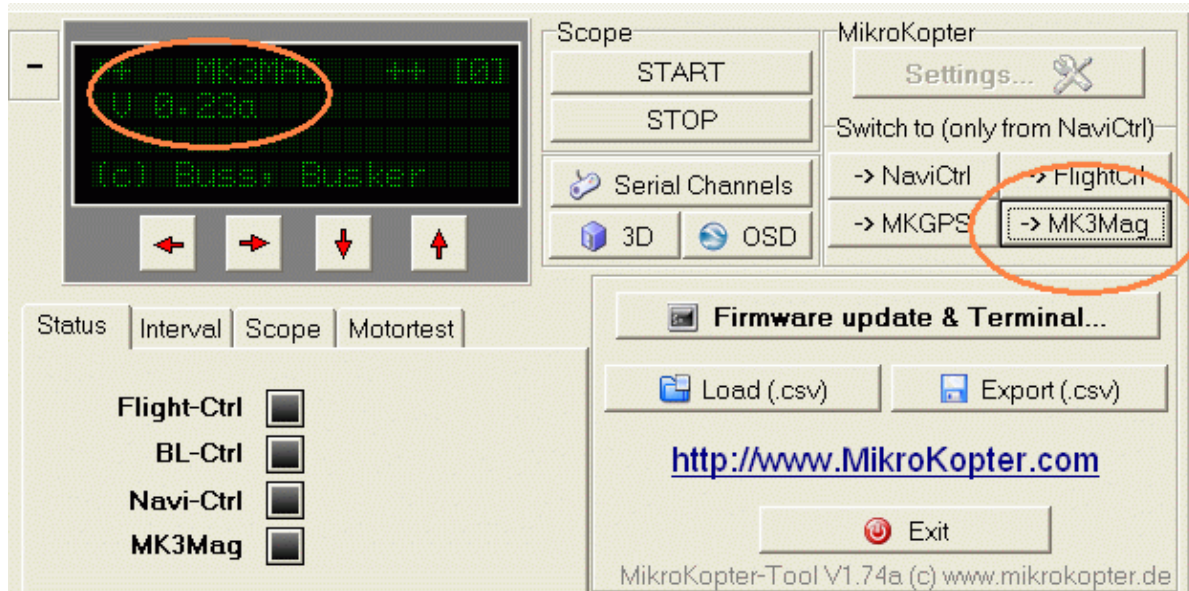 ++ MK3MAG ++ [0]
V 0.23a
(c) Buss, Busker
Scope
START
STOP
Serial Channels
3D
OSD
MikroKopter
Settings...
Switch to (only from NaviCtrl)
-> NaviCtrl
-> FlightCtrl
-> MKGPS
-> MK3Mag
Status Interval Scope Motortest
Flight-Ctrl
BL-Ctrl
Navi-Ctrl
MK3Mag
Firmware update & Terminal...
Load (.csv)
Export (.csv)
http://www.MikroKopter.com
Exit
MikroKopter-Tool V1.74a (c) www.mikrokopter.de